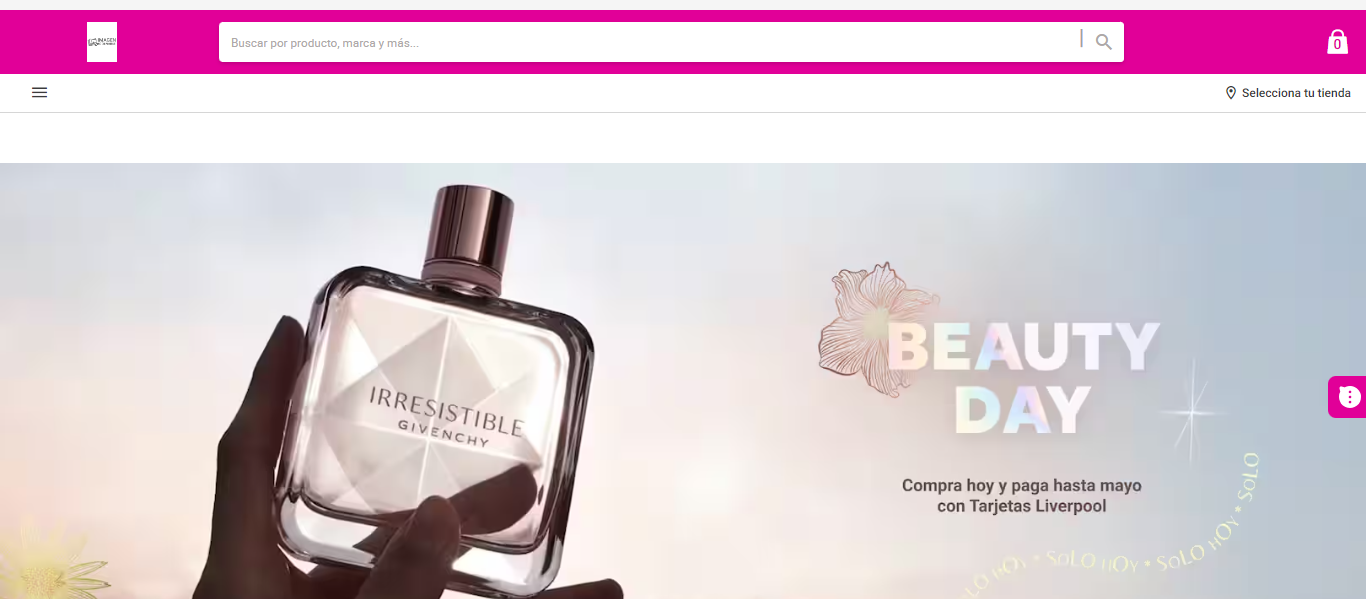 IMAGEN
Buscar por producto, marca y más...
0
Selecciona tu tienda
IRRESISTIBLE
GIVENCHY
BEAUTY
DAY
Compra hoy y paga hasta mayo
con Tarjetas Liverpool
SOLO HOY * SOLO HOY * SOLO HOY * SOLO